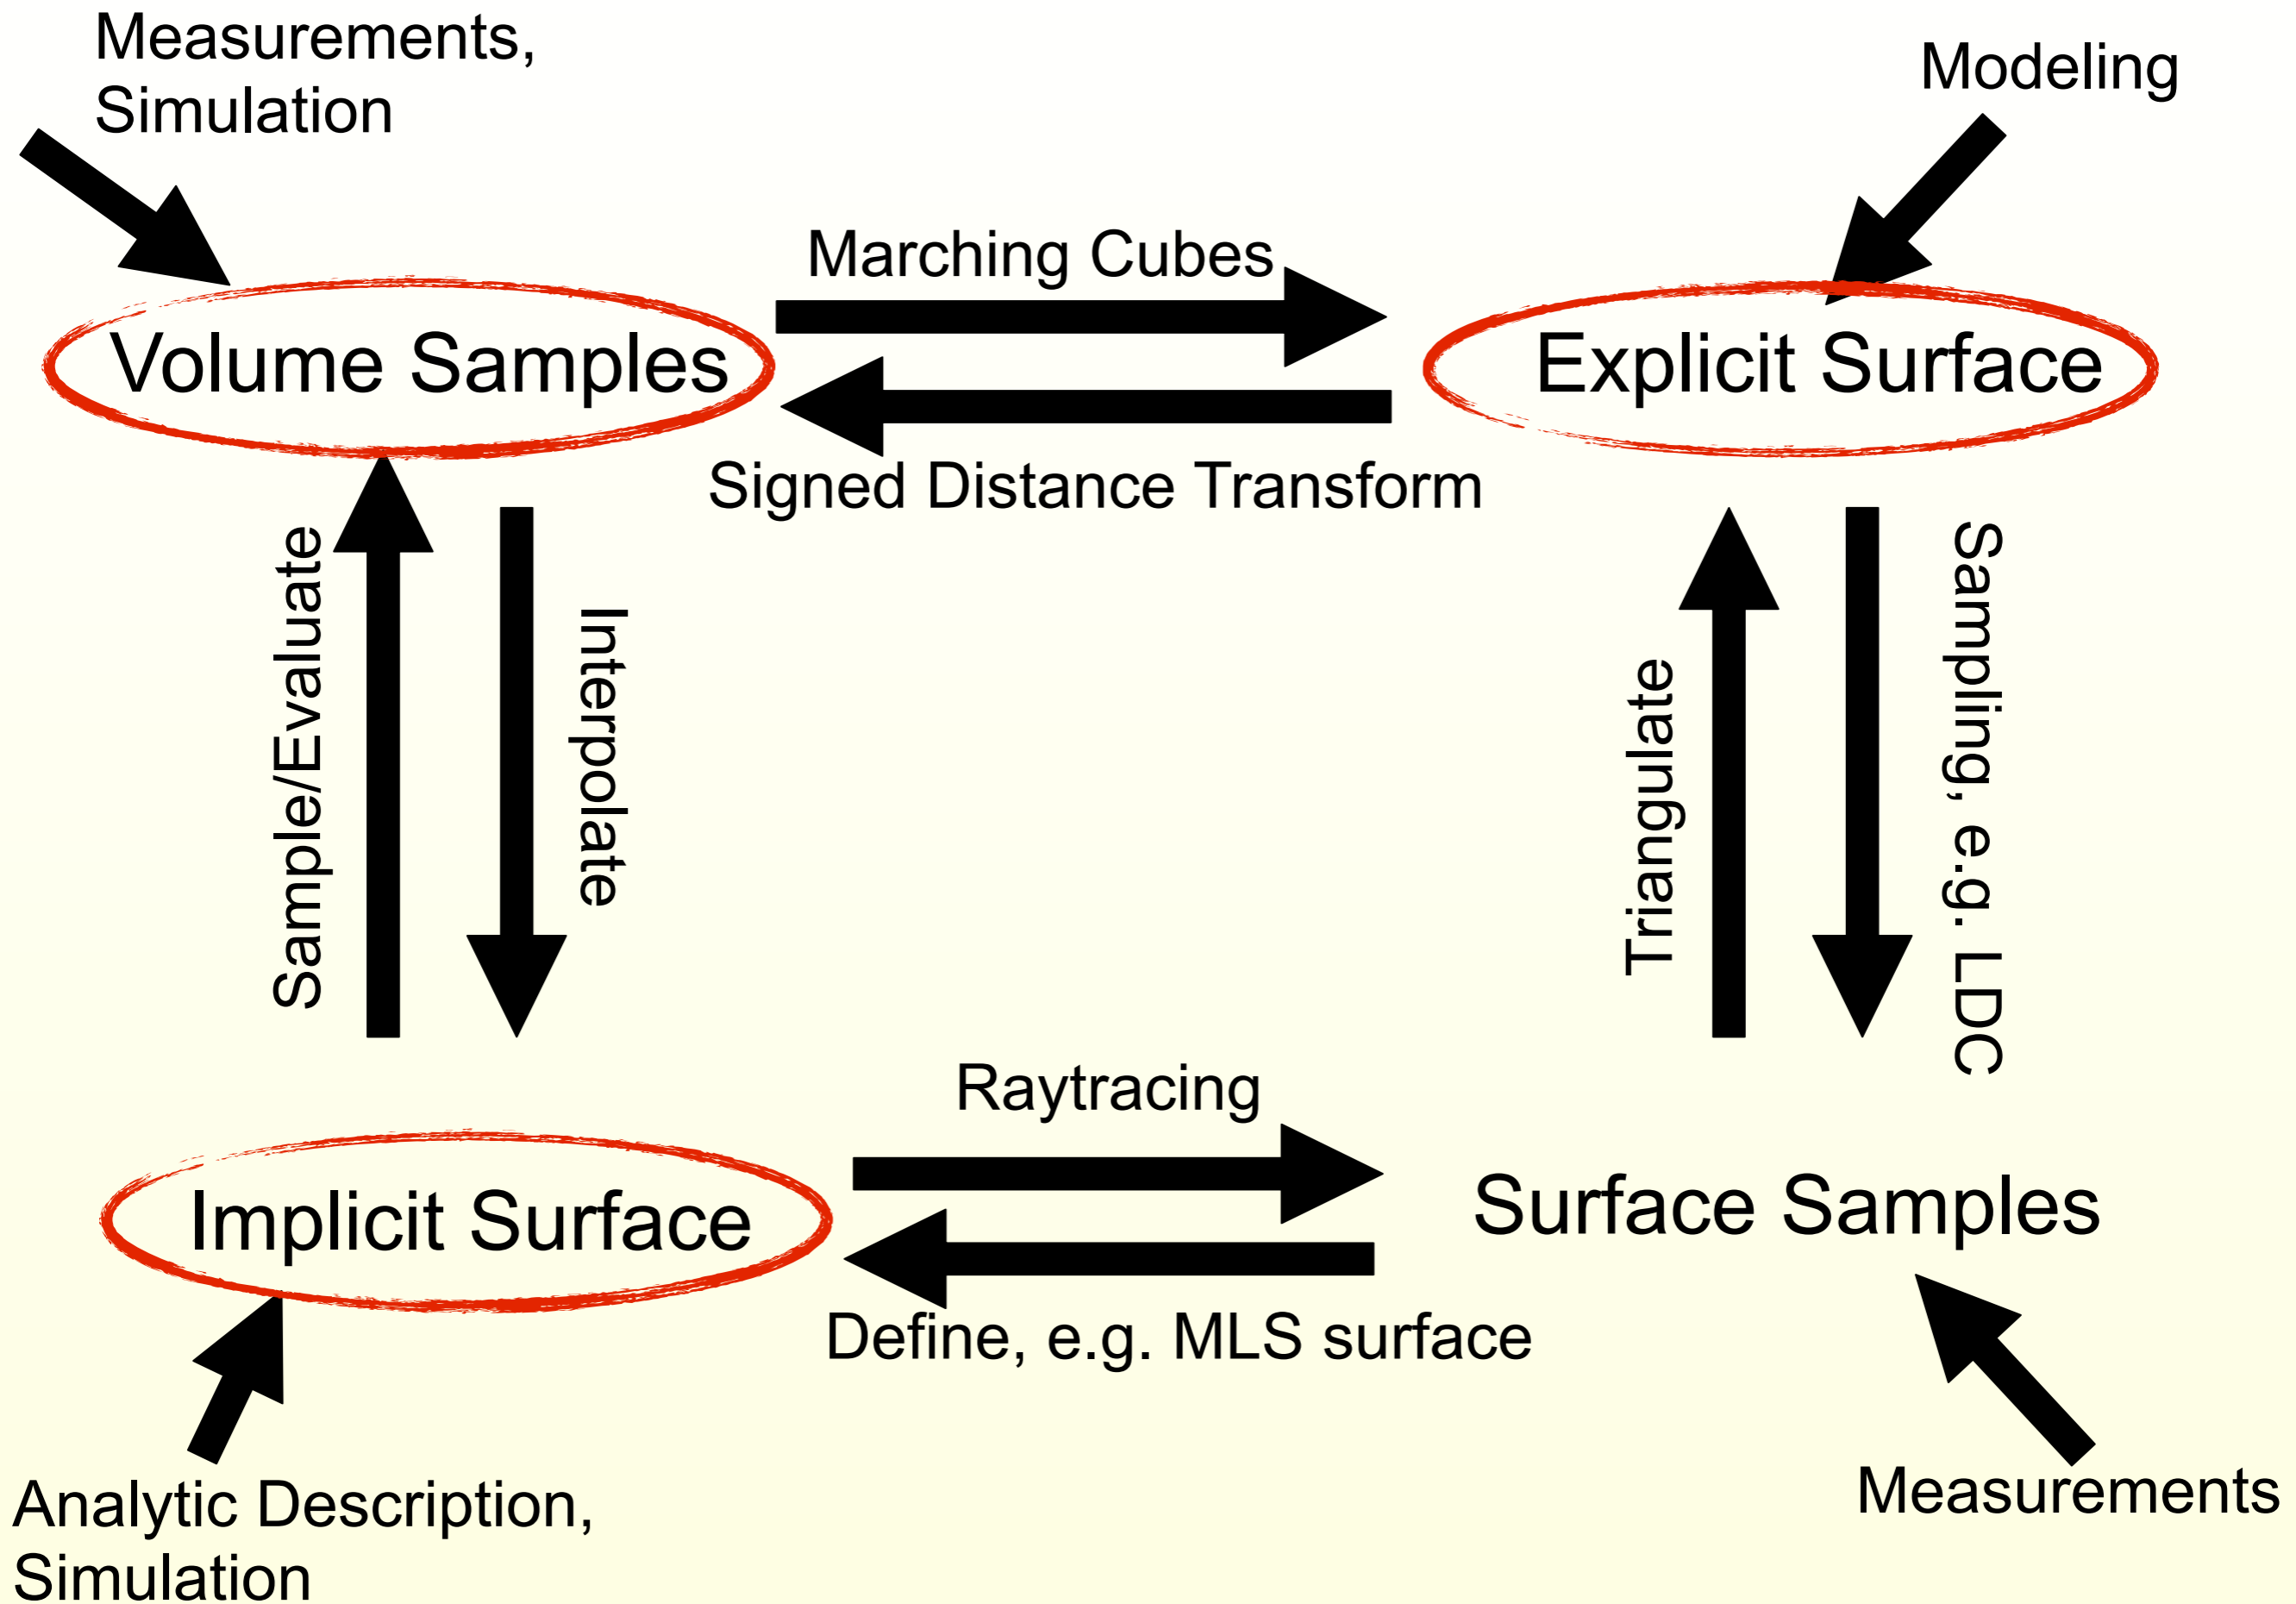 Measurements,
Simulation
Modeling
Marching Cubes
Volume Samples
Explicit Surface
Signed Distance Transform
Sample/Evaluate
Interpolate
Triangulate
Sampling, e.g. LDC
Raytracing
Implicit Surface
Surface Samples
Define, e.g. MLS surface
Analytic Description,
Simulation
Measurements